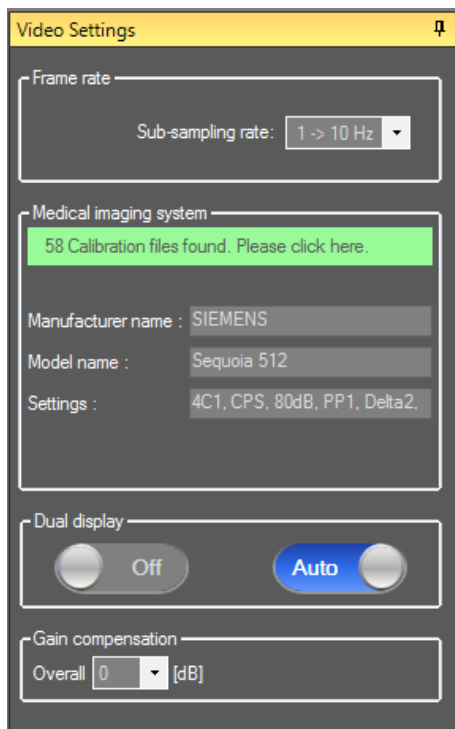 Video Settings
Frame rate
Sub-sampling rate: 1 -> 10 Hz
Medical imaging system
58 Calibration files found. Please click here.
Manufacturer name : SIEMENS
Model name : Sequoia 512
Settings : 4C1, CPS, 80dB, PP1, Delta2,
Dual display
Off Auto
Gain compensation
Overall 0 [dB]